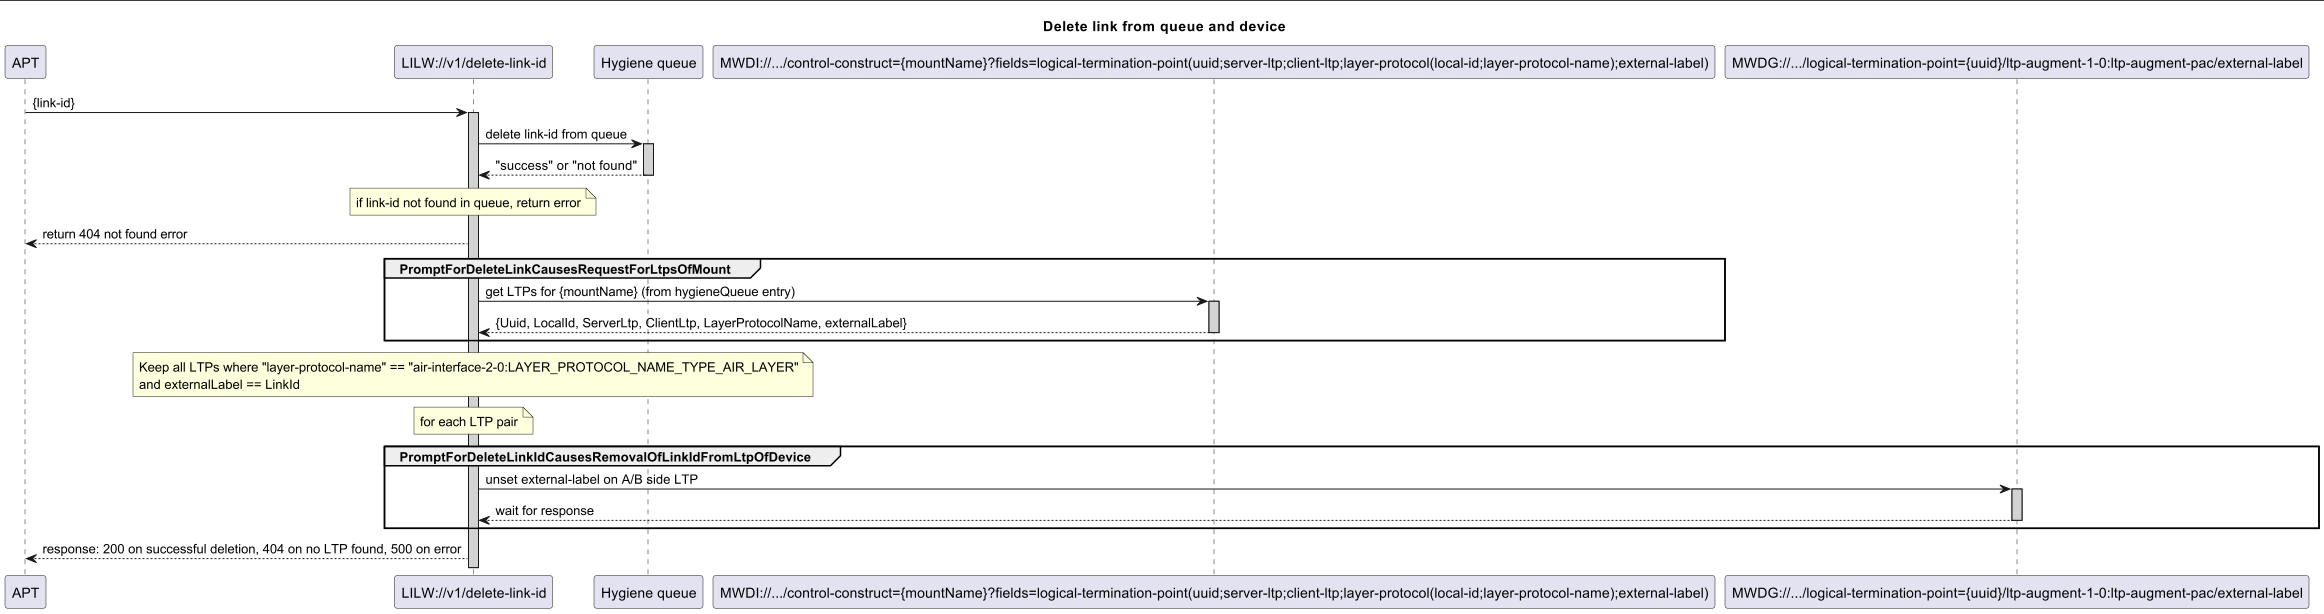 Delete link from queue and device
APT
LILW://v1/delete-link-id
Hygiene queue
MWDI://.../control-construct={mountName}?fields=logical-termination-point(uuid;server-ltp;client-ltp;layer-protocol(local-id;layer-protocol-name);external-label)
MWDG://.../logical-termination-point={uuid}/ltp-augment-1-0:ltp-augment-pac/external-label
{link-id}
delete link-id from queue
"success" or "not found"
if link-id not found in queue, return error
return 404 not found error
PromptForDeleteLinkCausesRequestForLtpsOfMount
get LTPs for {mountName} (from hygieneQueue entry)
{Uuid, LocalId, ServerLtp, ClientLtp, LayerProtocolName, externalLabel}
Keep all LTPs where "layer-protocol-name" == "air-interface-2-0:LAYER_PROTOCOL_NAME_TYPE_AIR_LAYER"
and externalLabel == LinkId
for each LTP pair
PromptForDeleteLinkIdCausesRemovalOfLinkIdFromLtpOfDevice
unset external-label on A/B side LTP
wait for response
response: 200 on successful deletion, 404 on no LTP found, 500 on error
APT
LILW://v1/delete-link-id
Hygiene queue
MWDI://.../control-construct={mountName}?fields=logical-termination-point(uuid;server-ltp;client-ltp;layer-protocol(local-id;layer-protocol-name);external-label)
MWDG://.../logical-termination-point={uuid}/ltp-augment-1-0:ltp-augment-pac/external-label